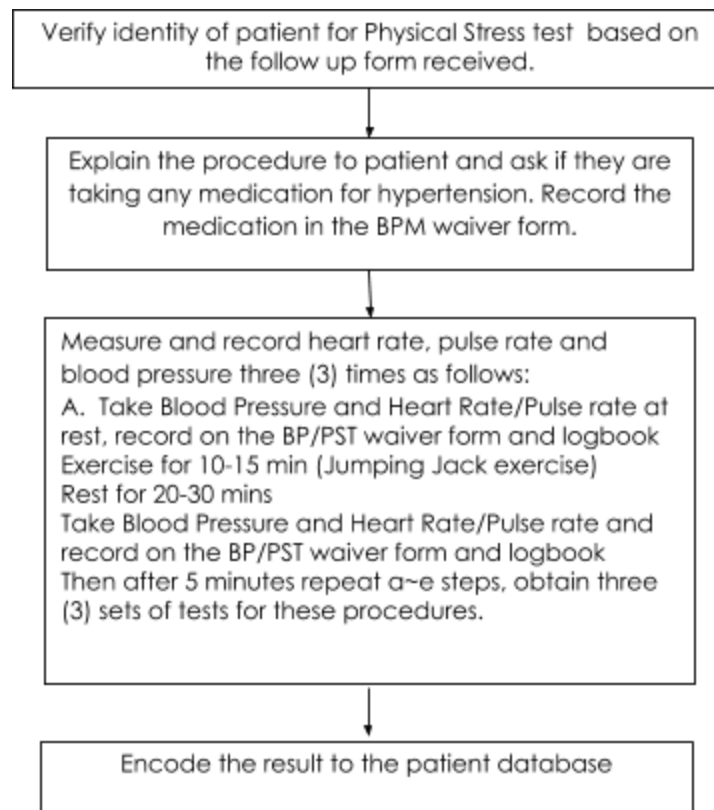 Verify identity of patient for Physical Stress test based on
the follow up form received.
Explain the procedure to patient and ask if they are
taking any medication for hypertension. Record the
medication in the BPM waiver form.
Measure and record heart rate, pulse rate and
blood pressure three (3) times as follows:
A. Take Blood Pressure and Heart Rate/Pulse rate at
rest, record on the BP/PST waiver form and logbook
Exercise for 10-15 min (Jumping Jack exercise)
Rest for 20-30 mins
Take Blood Pressure and Heart Rate/Pulse rate and
record on the BP/PST waiver form and logbook
Then after 5 minutes repeat a~e steps, obtain three
(3) sets of tests for these procedures.
Encode the result to the patient database